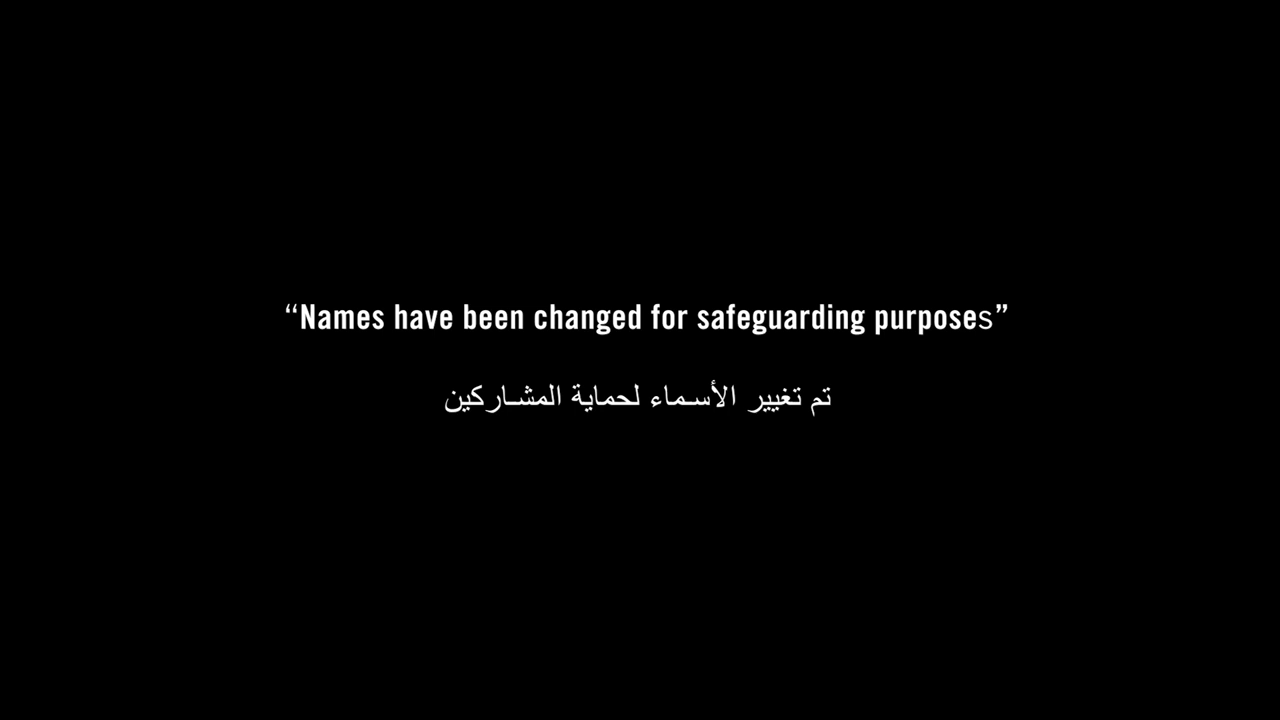 “Names have been changed for safeguarding purposes”
تم تغيير الأسماء لحماية المشاركين